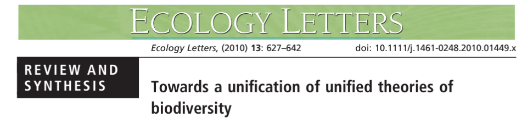 ECOLOGY LETTERS
Ecology Letters, (2010) 13: 627–642 doi: 10.1111/j.1461-0248.2010.01449.x
REVIEW AND
SYNTHESIS
Towards a unification of unified theories of
biodiversity